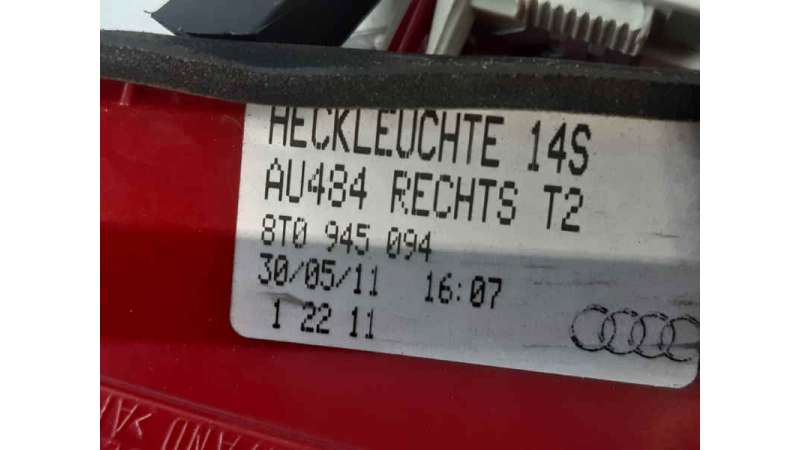 HECKLEUCHTE 14S
AU484 RECHTS T2
8T0 945 094
30/05/11 16:07
1 22 11